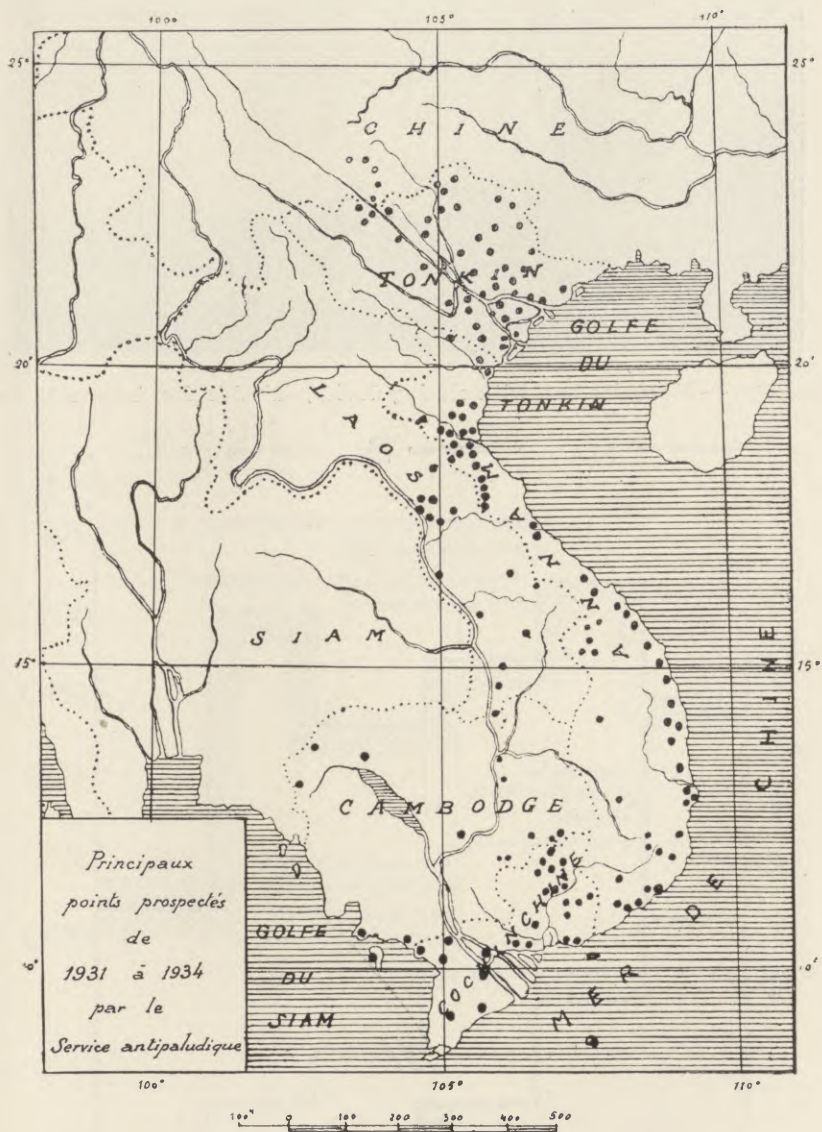 100° 105° 110°
25° 25°
CHINE
TONKIN
GOLFE
DU
TONKIN
20° 20°
LAOS
ANNAM
SIAM
15° 15°
CAMBODGE
COCHINCHINE
MER DE CHINE
GOLFE
DU
SIAM
10°
Principaux
points prospectés
de
1931 à 1934
par le
Service antipaludique
100° 105° 110°
0 100 200 300 400 500